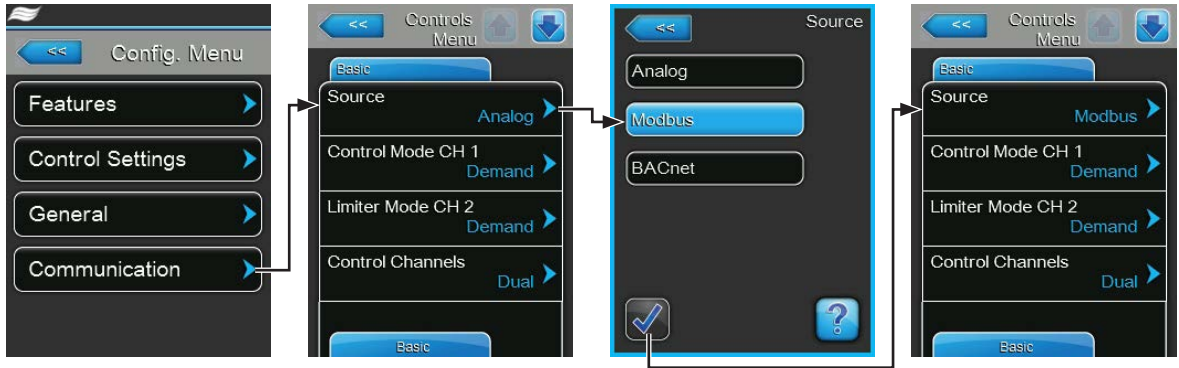 << Config. Menu
Features
Control Settings
General
Communication
<< Controls
Menu
Basic
Source
Analog
Control Mode CH 1
Demand
Limiter Mode CH 2
Demand
Control Channels
Dual
Basic
<< Source
Analog
Modbus
BACnet
?
<< Controls
Menu
Basic
Source
Modbus
Control Mode CH 1
Demand
Limiter Mode CH 2
Demand
Control Channels
Dual
Basic